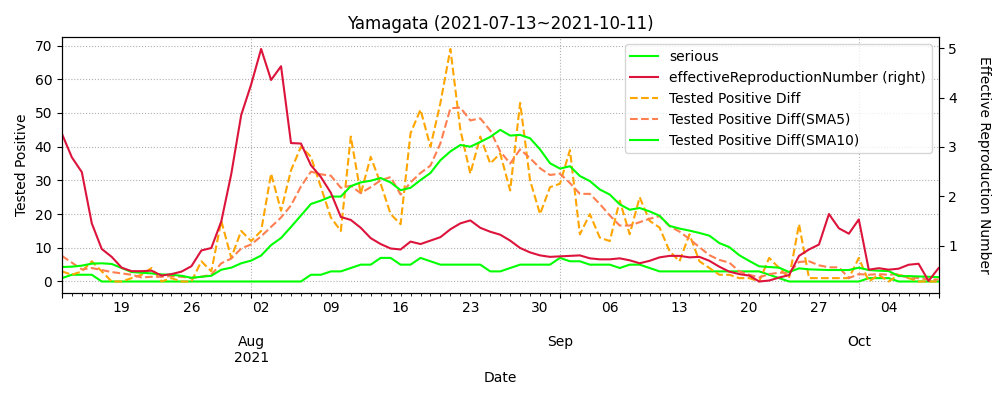 Yamagata (2021-07-13~2021-10-11)
serious
effectiveReproductionNumber (right)
Tested Positive Diff
Tested Positive Diff(SMA5)
Tested Positive Diff(SMA10)
Tested Positive
70
60
50
40
30
20
10
0
5
4
3
2
1
Effective Reproduction Number
19 26 02 09 16 23 30 06 13 20 27 04
Aug Sep Oct
2021
Date